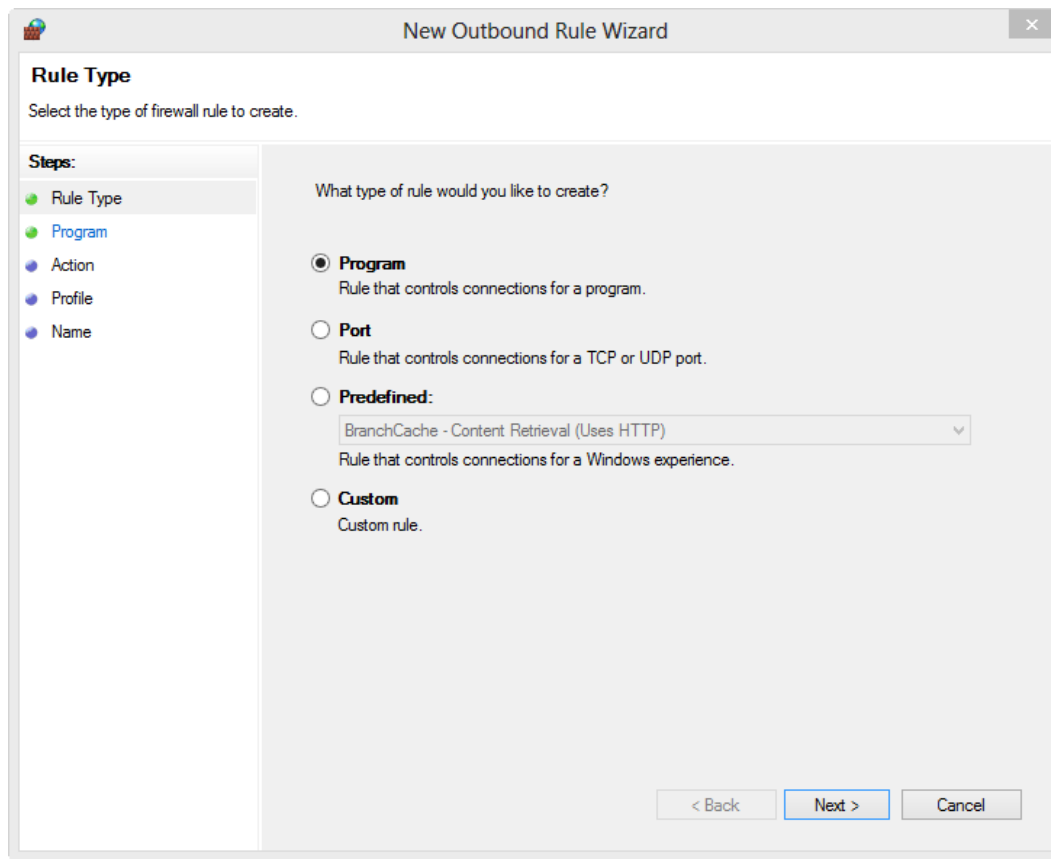 New Outbound Rule Wizard
Rule Type
Select the type of firewall rule to create.
Steps:
Rule Type
Program
Action
Profile
Name
What type of rule would you like to create?
Program
Rule that controls connections for a program.
Port
Rule that controls connections for a TCP or UDP port.
Predefined:
BranchCache - Content Retrieval (Uses HTTP)
Rule that controls connections for a Windows experience.
Custom
Custom rule.
< Back
Next >
Cancel